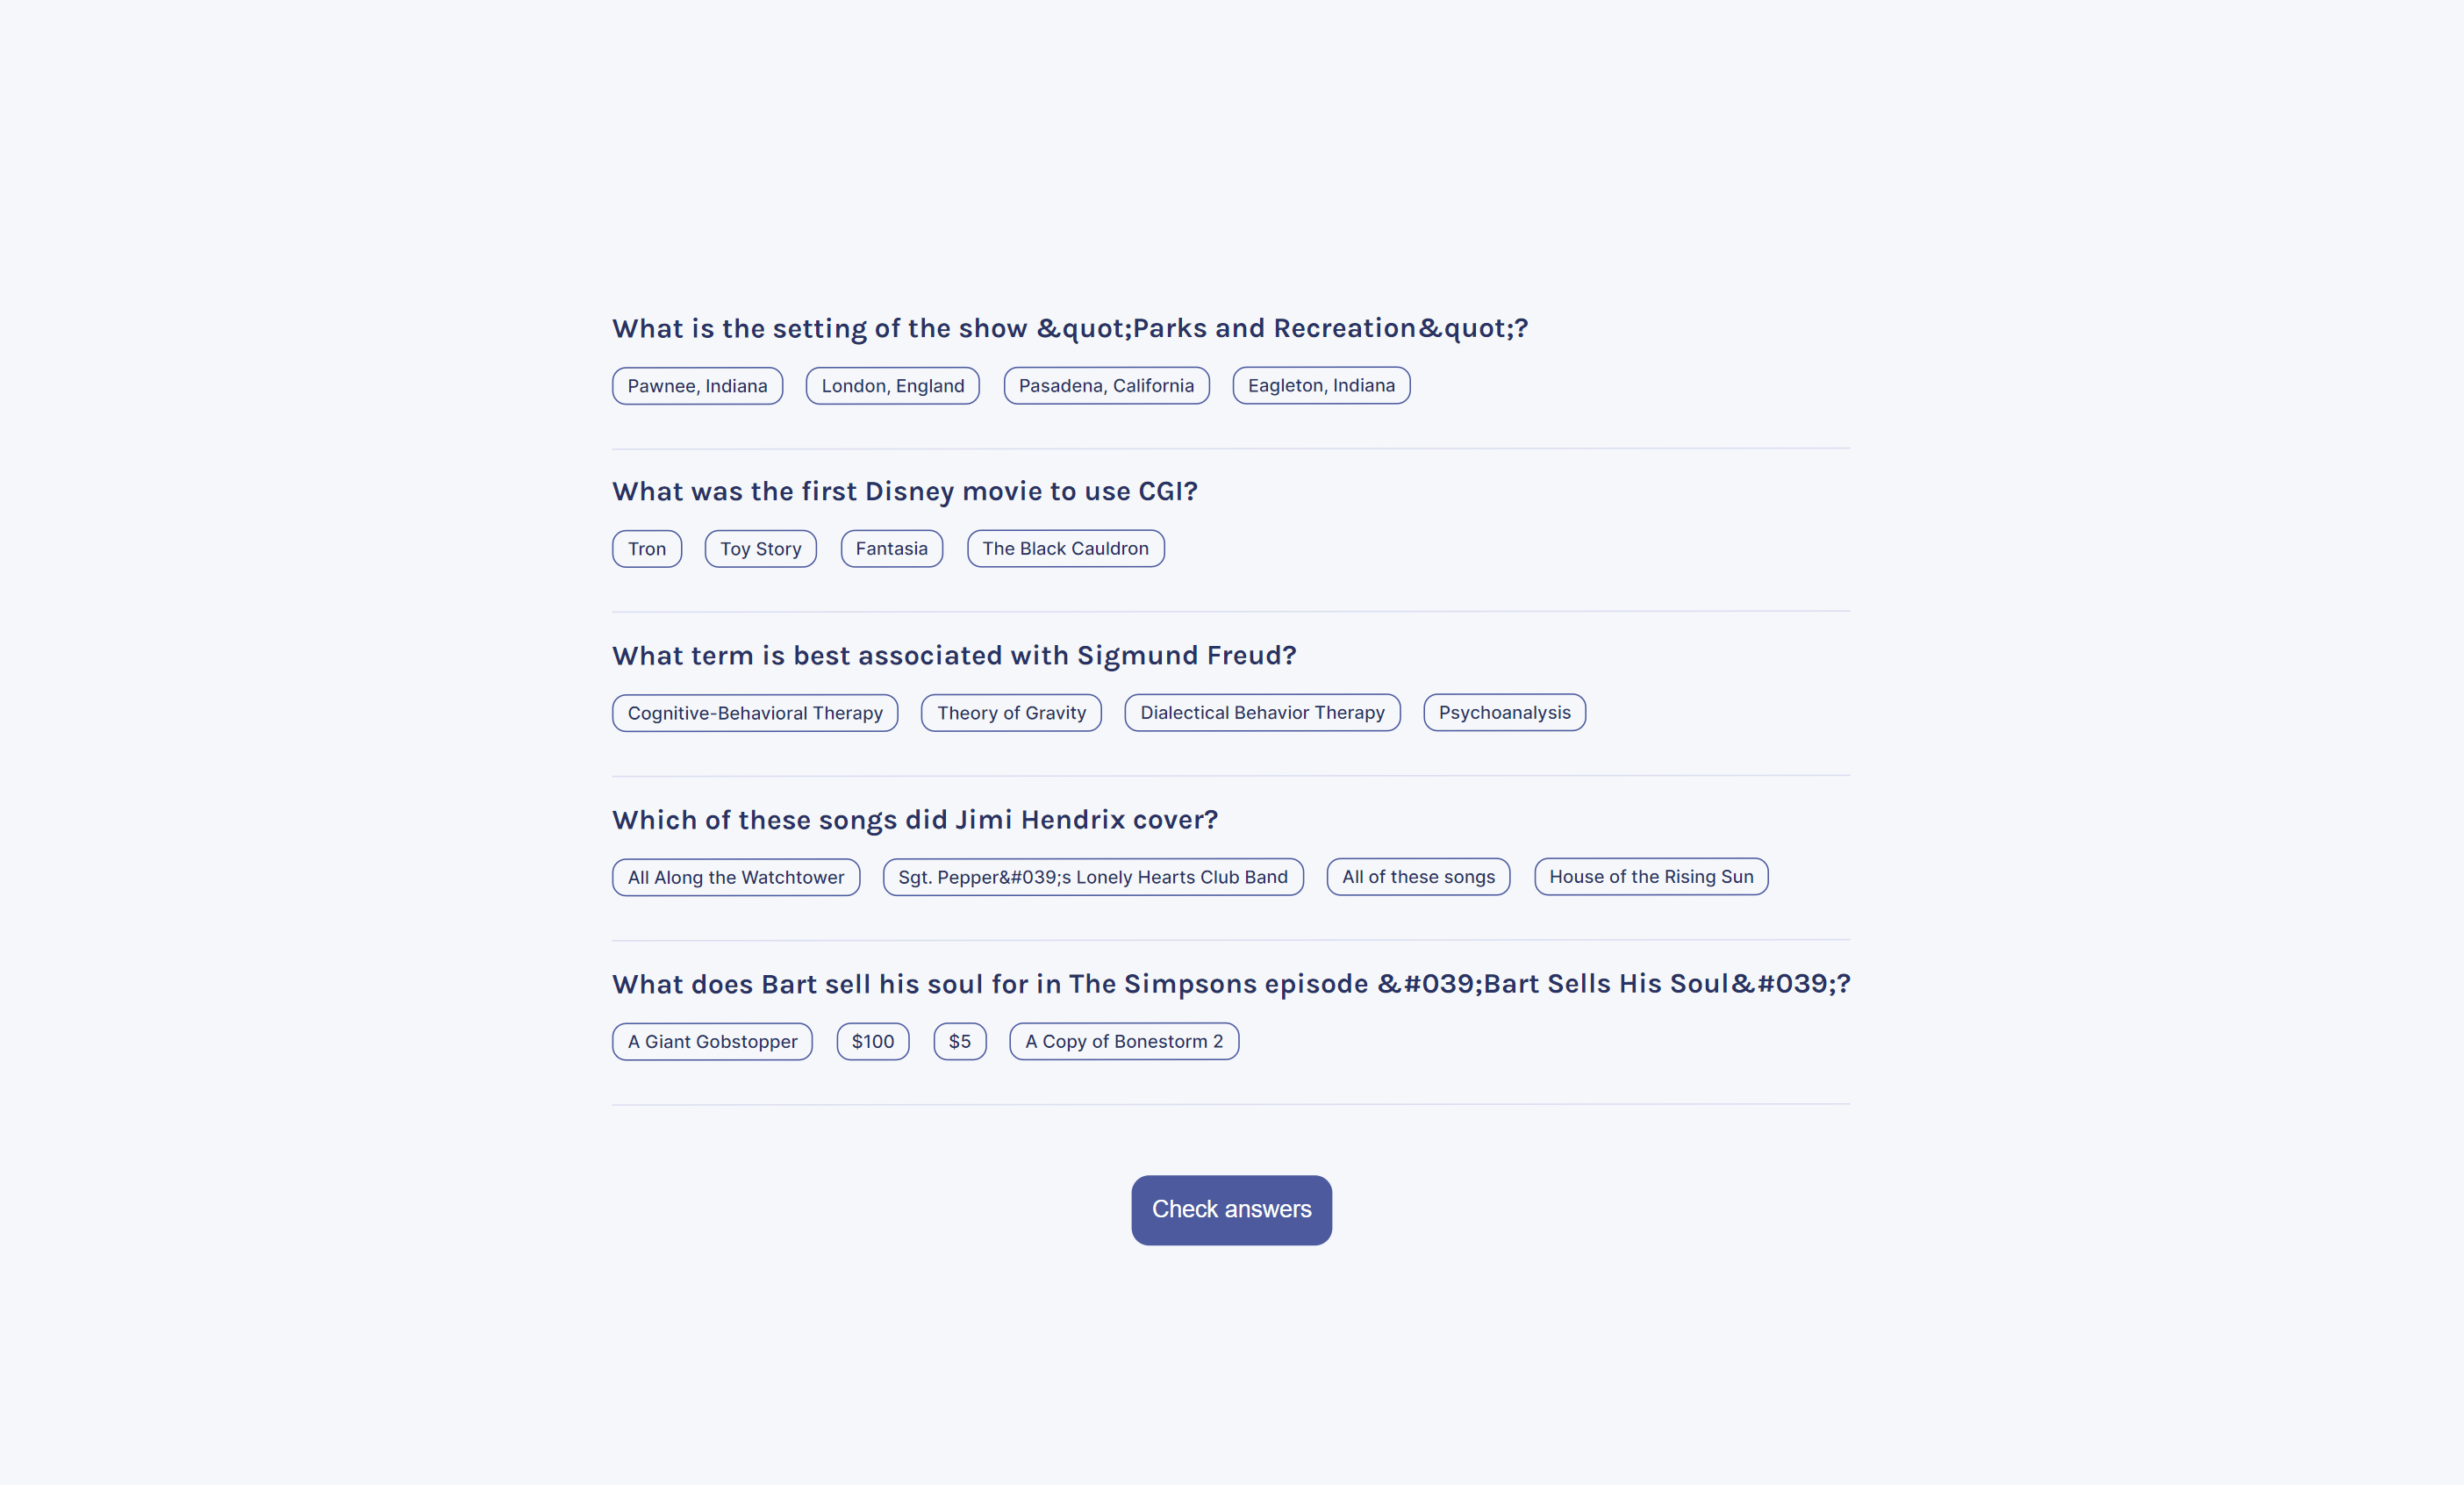 What is the setting of the show &quot;Parks and Recreation&quot;?
Pawnee, Indiana London, England Pasadena, California Eagleton, Indiana
What was the first Disney movie to use CGI?
Tron Toy Story Fantasia The Black Cauldron
What term is best associated with Sigmund Freud?
Cognitive-Behavioral Therapy Theory of Gravity Dialectical Behavior Therapy Psychoanalysis
Which of these songs did Jimi Hendrix cover?
All Along the Watchtower Sgt. Pepper&#039;s Lonely Hearts Club Band All of these songs House of the Rising Sun
What does Bart sell his soul for in The Simpsons episode &#039;Bart Sells His Soul&#039;?
A Giant Gobstopper $100 $5 A Copy of Bonestorm 2
Check answers